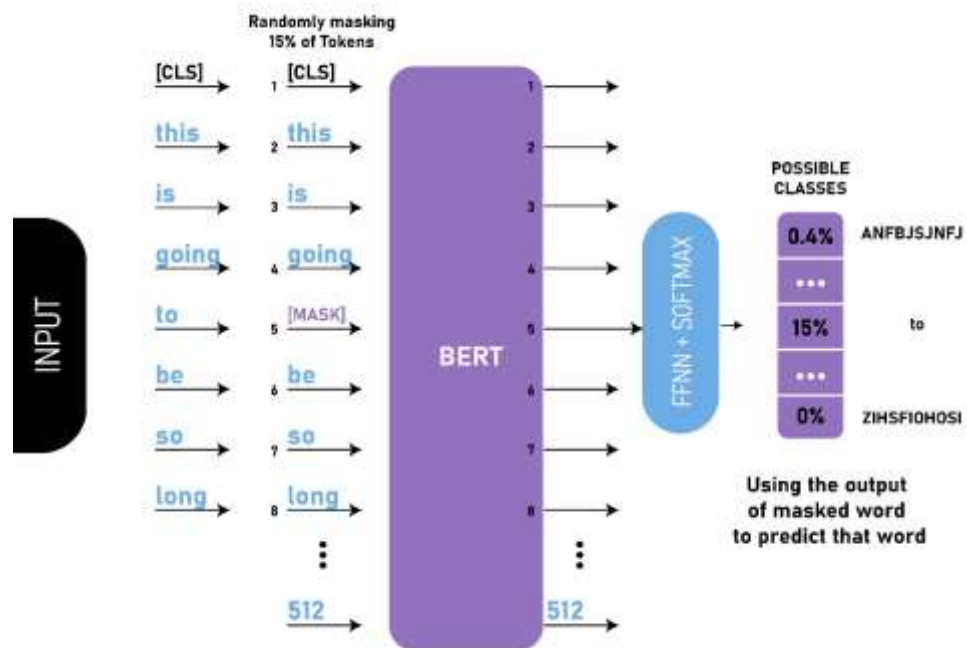 Randomly masking
15% of Tokens
[CLS] 1 [CLS] 1
this 2 this 2
is 3 is 3
going 4 going 4
to 5 [MASK] 5
be 6 be 6
so 7 so 7
long 8 long 8
512 512
INPUT
BERT
FFNN + SOFTMAX
POSSIBLE
CLASSES
0.4% ANFBJSJNFJ
...
15% to
...
0% ZIHSFIOHOSI
Using the output
of masked word
to predict that word